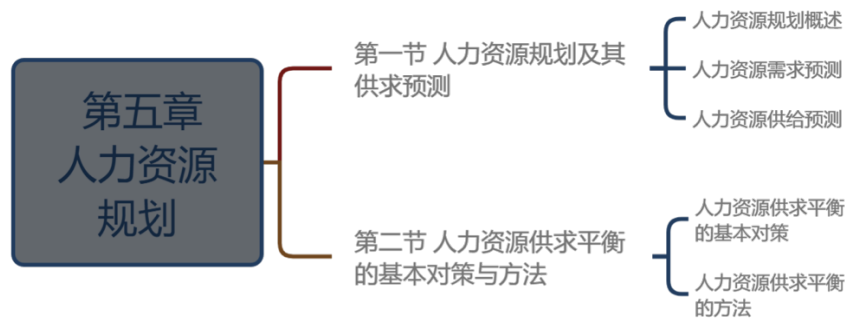 第五章
人力资源
规划
第一节 人力资源规划及其
供求预测
人力资源规划概述
人力资源需求预测
人力资源供给预测
第二节 人力资源供求平衡
的基本对策与方法
人力资源供求平衡
的基本对策
人力资源供求平衡
的方法